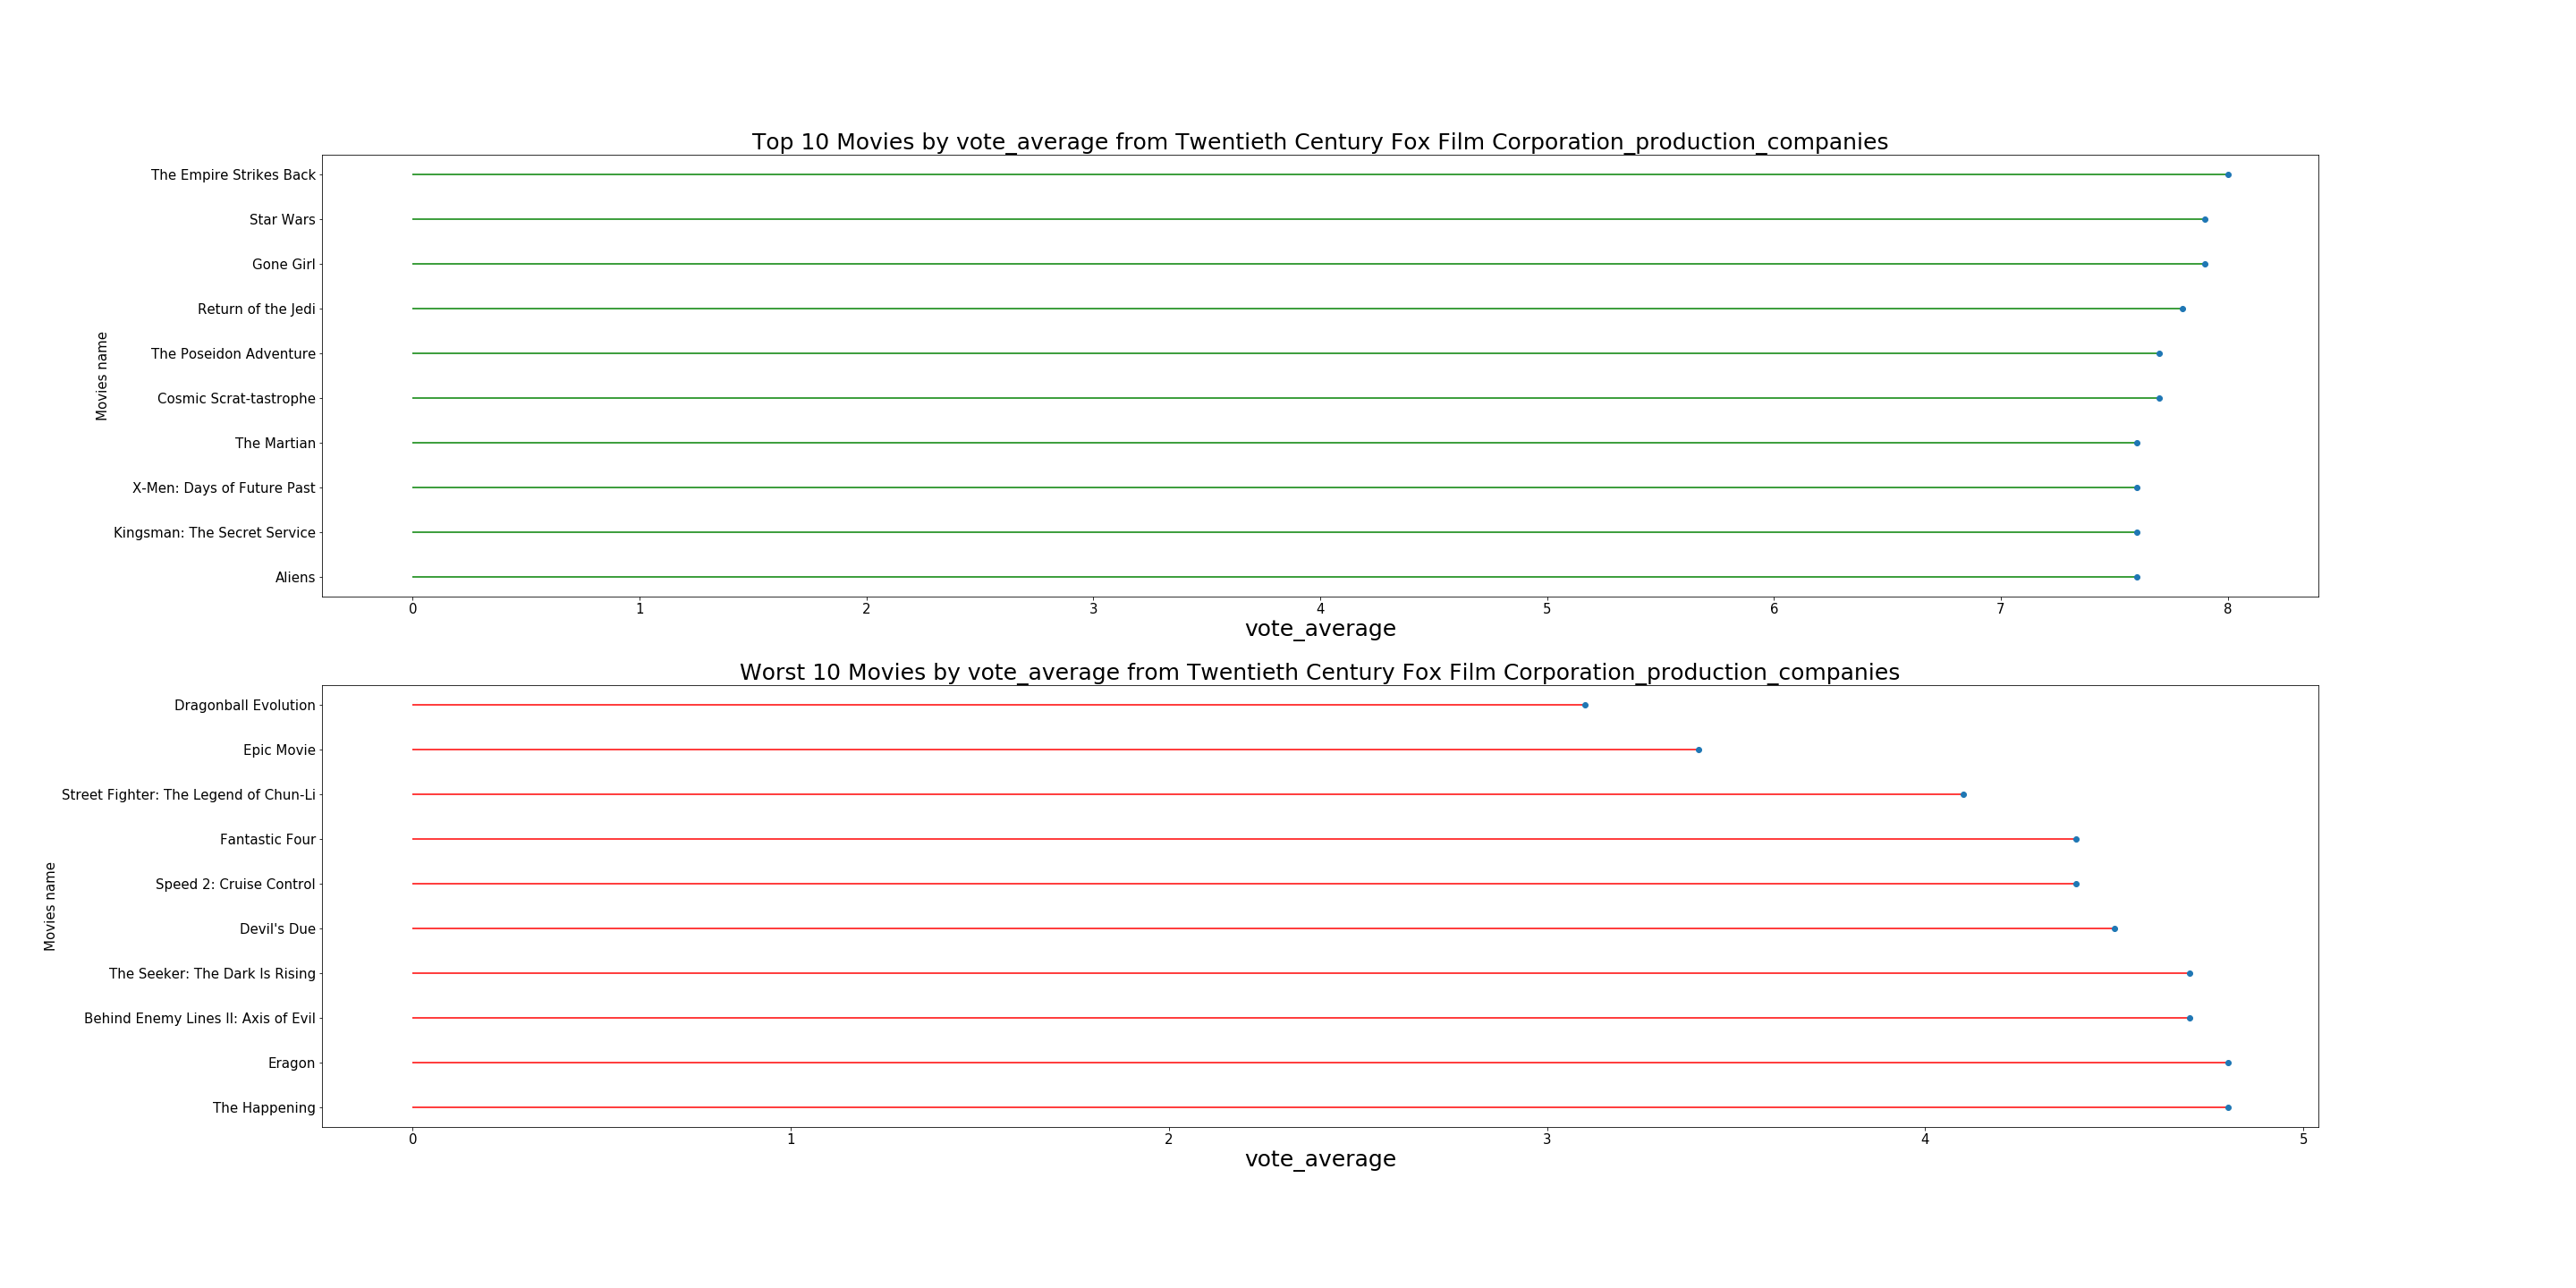 Top 10 Movies by vote_average from Twentieth Century Fox Film Corporation_production_companies
Movies name
The Empire Strikes Back
Star Wars
Gone Girl
Return of the Jedi
The Poseidon Adventure
Cosmic Scrat-tastrophe
The Martian
X-Men: Days of Future Past
Kingsman: The Secret Service
Aliens
0 1 2 3 4 5 6 7 8
vote_average
Worst 10 Movies by vote_average from Twentieth Century Fox Film Corporation_production_companies
Movies name
Dragonball Evolution
Epic Movie
Street Fighter: The Legend of Chun-Li
Fantastic Four
Speed 2: Cruise Control
Devil's Due
The Seeker: The Dark Is Rising
Behind Enemy Lines II: Axis of Evil
Eragon
The Happening
0 1 2 3 4 5
vote_average